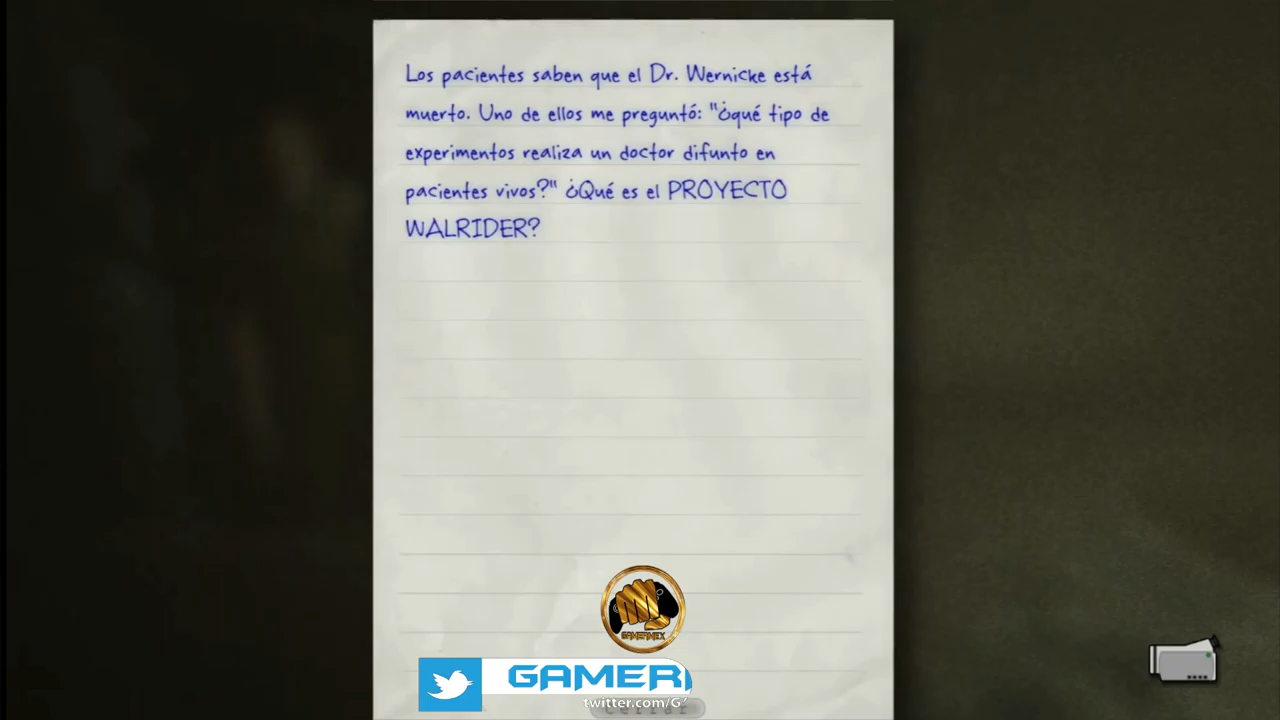 Los pacientes saben que el Dr. Wernicke está
muerto. Uno de ellos me preguntó: "¿qué tipo de
experimentos realiza un doctor difunto en
pacientes vivos?" ¿Qué es el PROYECTO
WALRIDER?
GAMERMEX
GAMER
twitter.com/G